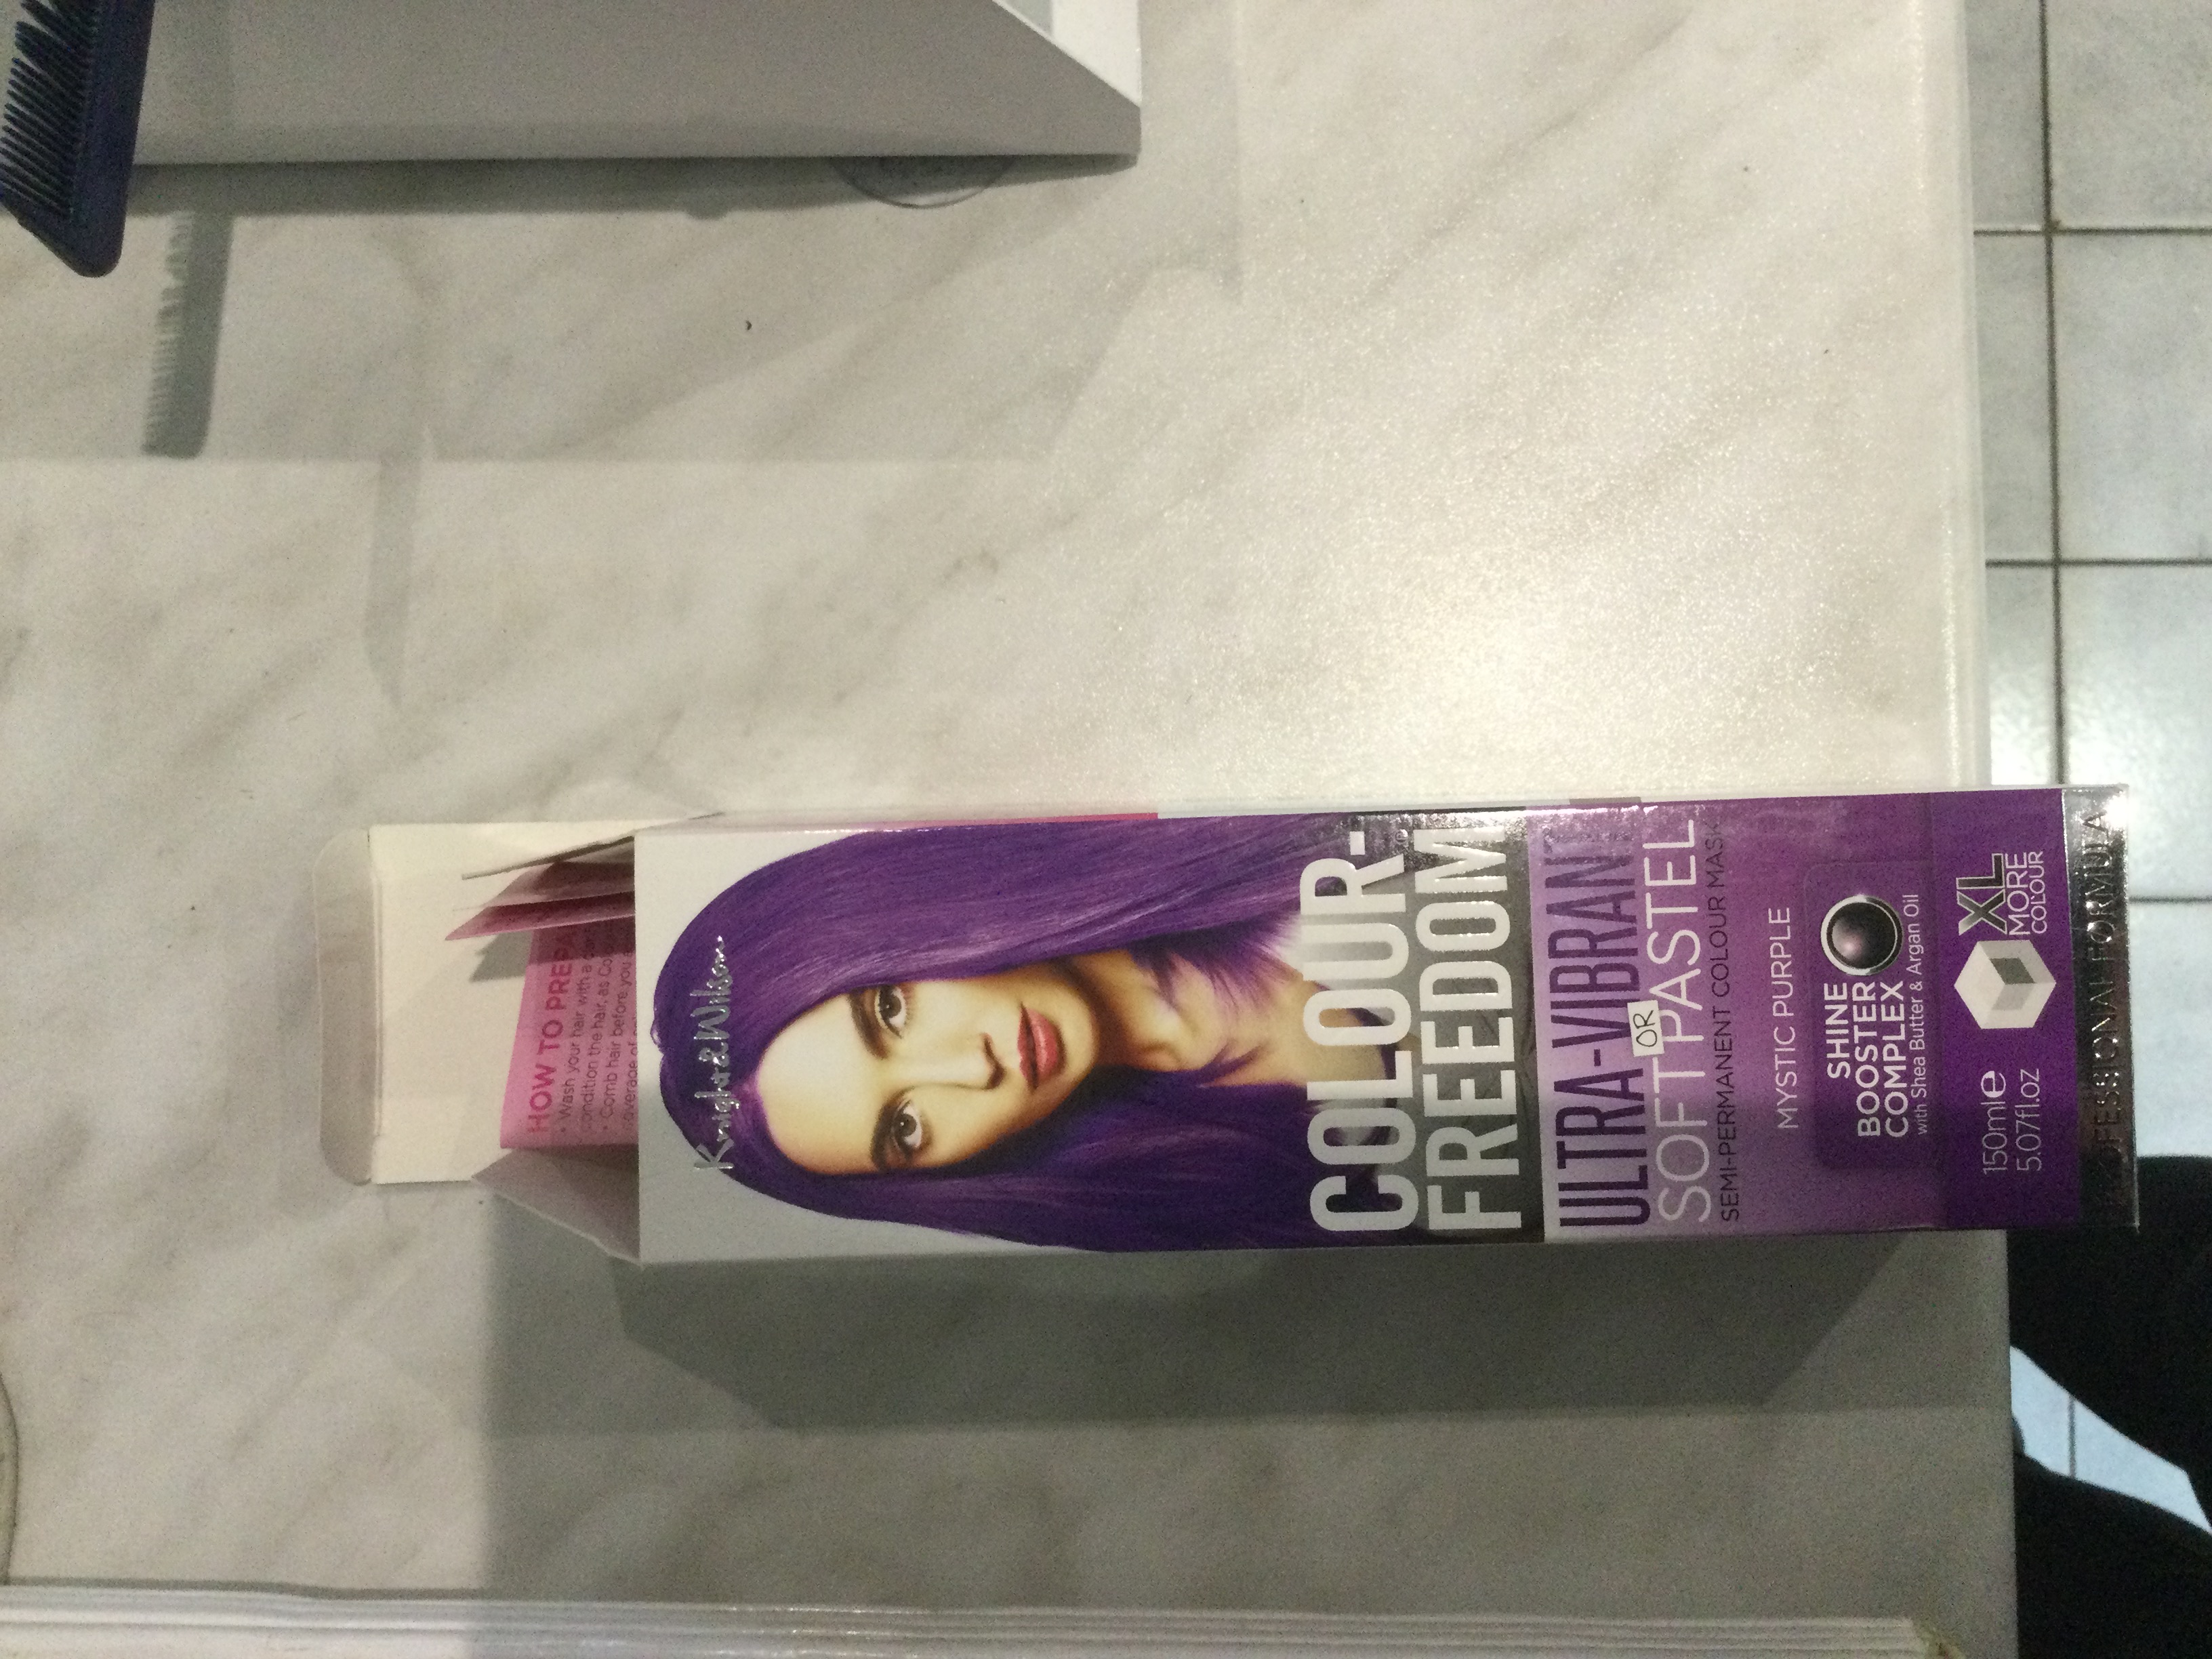 HOW TO PREPA
• Wash your hair with a
condition the hair, as Co
• Comb hair before you
overage of
Knight & Wilson
COLOUR-
FREEDOM
ULTRA-VIBRANT
OR
SOFT PASTEL
SEMI-PERMANENT COLOUR MASK
MYSTIC PURPLE
SHINE
BOOSTER
COMPLEX
with Shea Butter & Argan Oil
150ml℮
5.07fl.oz
XL
MORE
COLOUR
PROFESSIONAL FORMULA